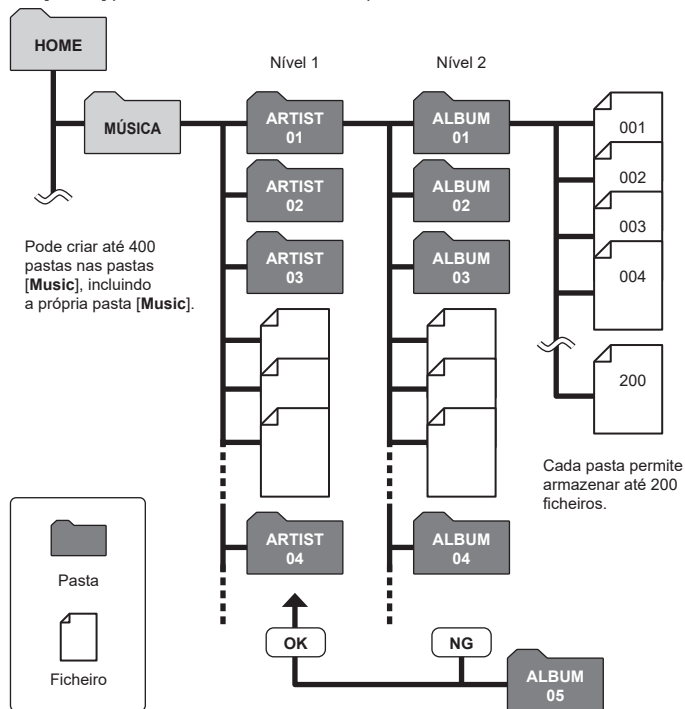 HOME
Nível 1
Nível 2
MÚSICA
ARTIST
01
ALBUM
01
001
ARTIST
02
ALBUM
02
002
ARTIST
03
ALBUM
03
003
004
Pode criar até 400
pastas nas pastas
[Music], incluindo
a própria pasta [Music].
200
Cada pasta permite
armazenar até 200
ficheiros.
ARTIST
04
ALBUM
04
Pasta
Ficheiro
OK
NG
ALBUM
05